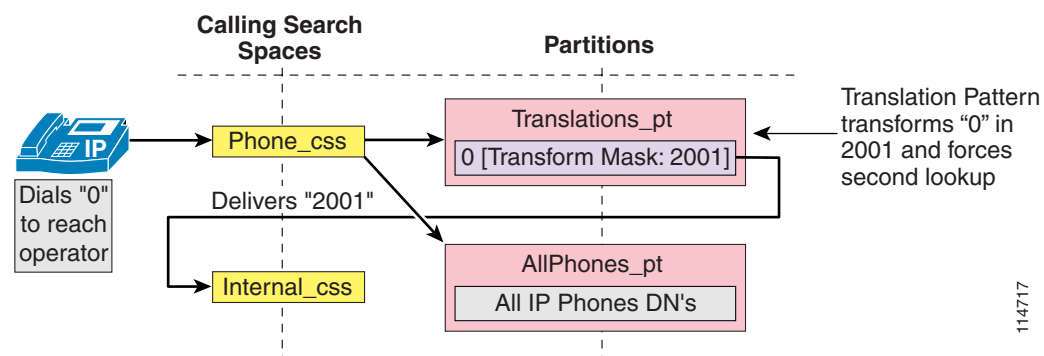 Calling Search
Spaces
Partitions
IP
Dials "0"
to reach
operator
Phone_css
Translations_pt
0 [Transform Mask: 2001]
Translation Pattern
transforms “0” in
2001 and forces
second lookup
Delivers "2001"
Internal_css
AllPhones_pt
All IP Phones DN's
114717